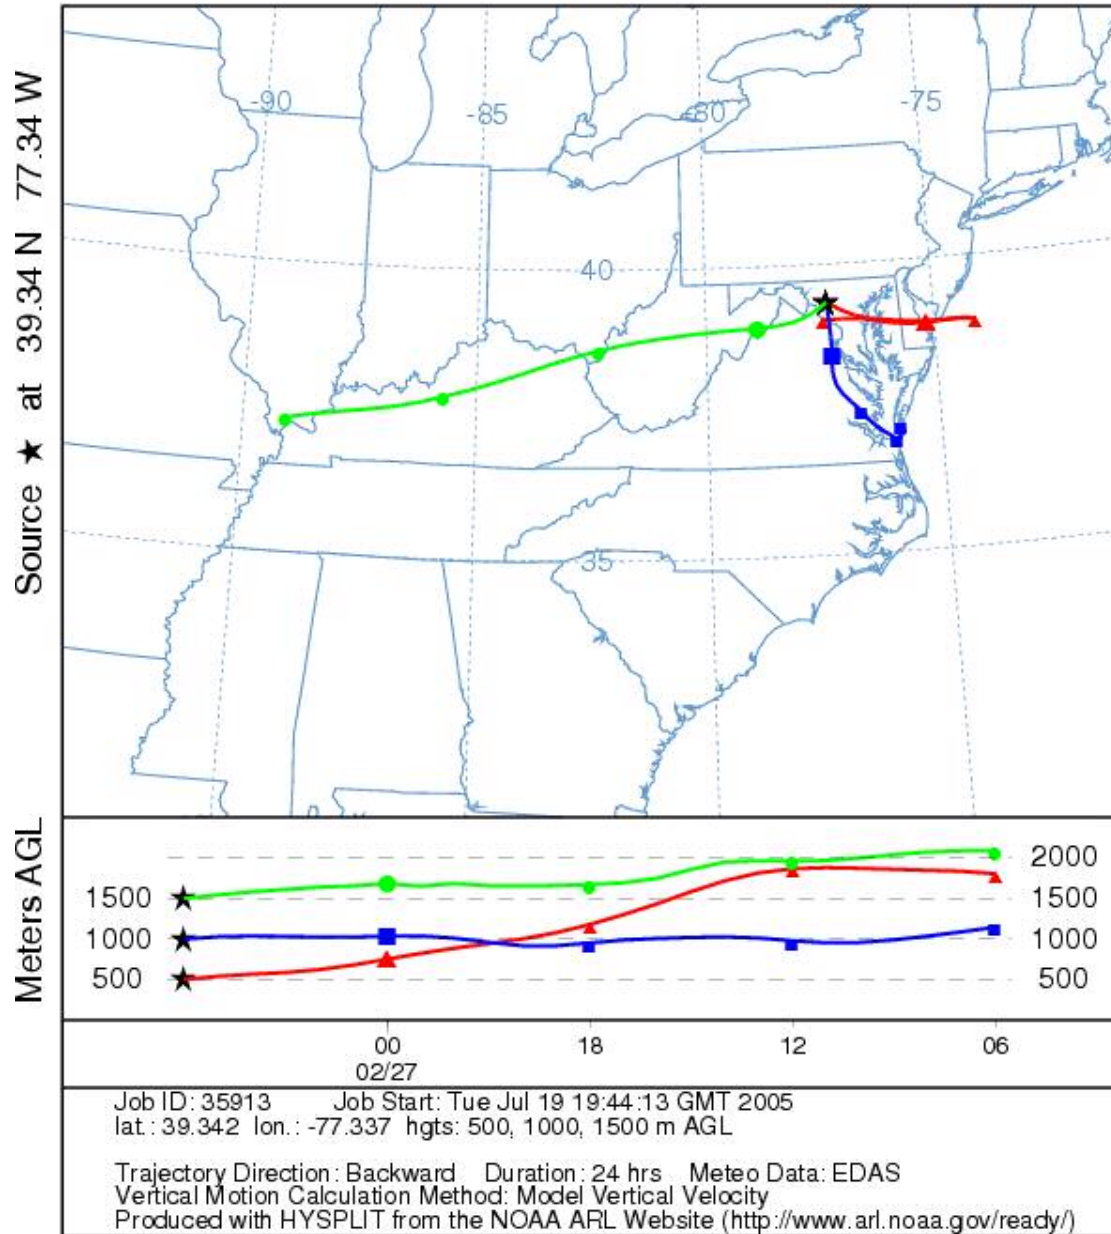 Source ★ at 39.34 N 77.34 W
-90
-85
-80
-75
40
35
Meters AGL
1500
1000
500
2000
1500
1000
500
00 18 12 06
02/27
Job ID: 35913 Job Start: Tue Jul 19 19:44:13 GMT 2005
lat.: 39.342 lon.: -77.337 hgts: 500, 1000, 1500 m AGL
Trajectory Direction: Backward Duration: 24 hrs Meteo Data: EDAS
Vertical Motion Calculation Method: Model Vertical Velocity
Produced with HYSPLIT from the NOAA ARL Website (http://www.arl.noaa.gov/ready/)